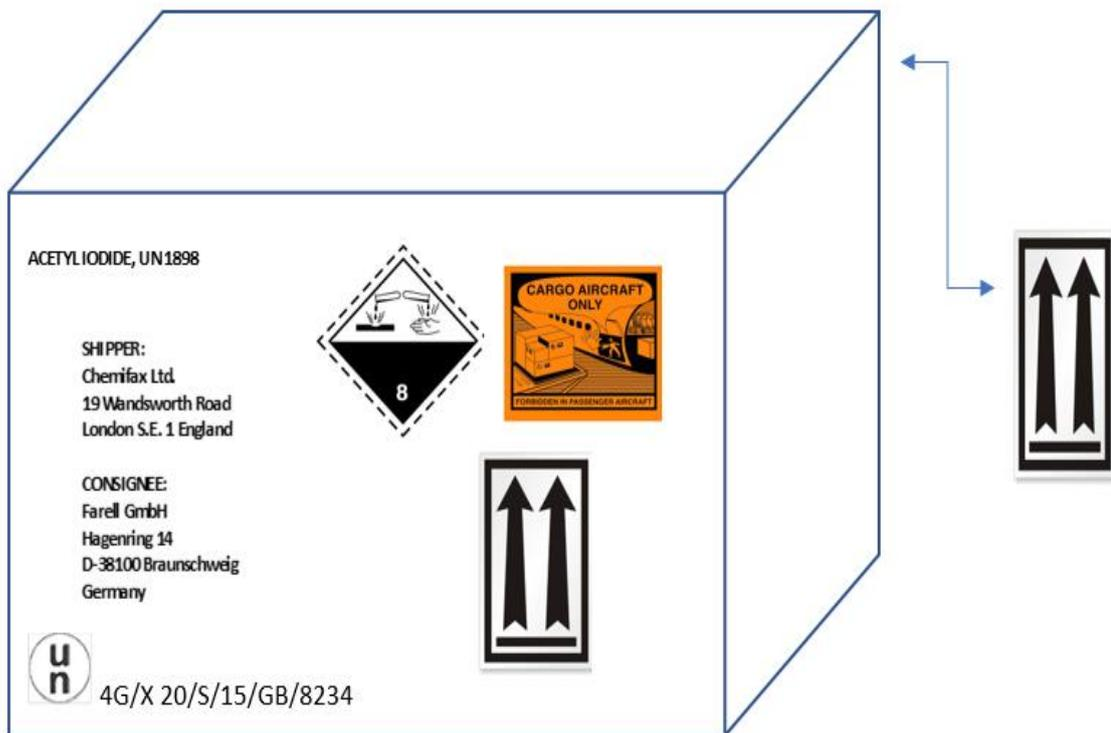 ACETYL IODIDE, UN1898
SHIPPER:
Chemifax Ltd.
19 Wandsworth Road
London S.E. 1 England
CONSIGNEE:
Farell GmbH
Hagenring 14
D-38100 Braunschweig
Germany
8
CARGO AIRCRAFT
ONLY
FORBIDDEN IN PASSENGER AIRCRAFT
u
n
4G/X 20/S/15/GB/8234